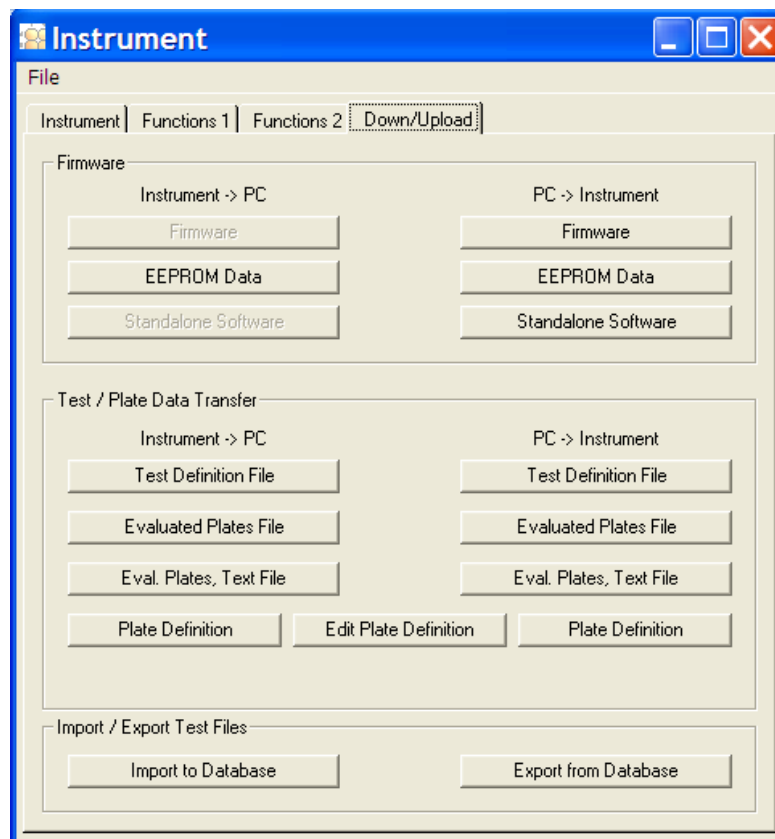 Instrument
File
Instrument Functions 1 Functions 2 Down/Upload
Firmware
Instrument -> PC PC -> Instrument
Firmware Firmware
EEPROM Data EEPROM Data
Standalone Software Standalone Software
Test / Plate Data Transfer
Instrument -> PC PC -> Instrument
Test Definition File Test Definition File
Evaluated Plates File Evaluated Plates File
Eval. Plates, Text File Eval. Plates, Text File
Plate Definition Edit Plate Definition Plate Definition
Import / Export Test Files
Import to Database Export from Database